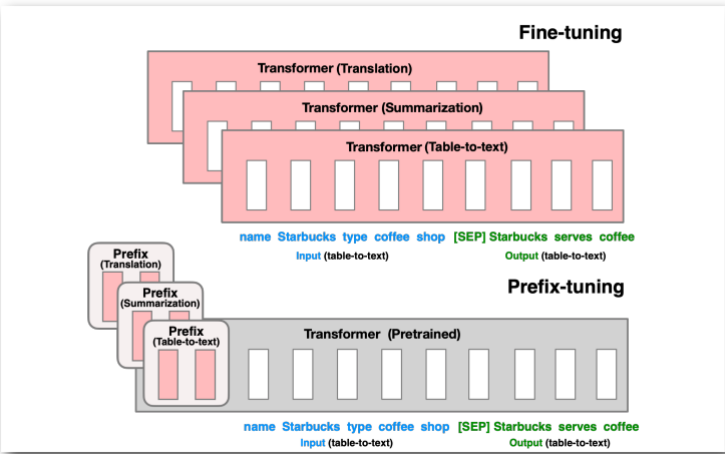 Fine-tuning
Transformer (Translation)
Transformer (Summarization)
Transformer (Table-to-text)
name Starbucks type coffee shop [SEP] Starbucks serves coffee
Input (table-to-text) Output (table-to-text)
Prefix-tuning
Prefix
(Translation)
Prefix
(Summarization)
Prefix
(Table-to-text)
Transformer (Pretrained)
name Starbucks type coffee shop [SEP] Starbucks serves coffee
Input (table-to-text) Output (table-to-text)